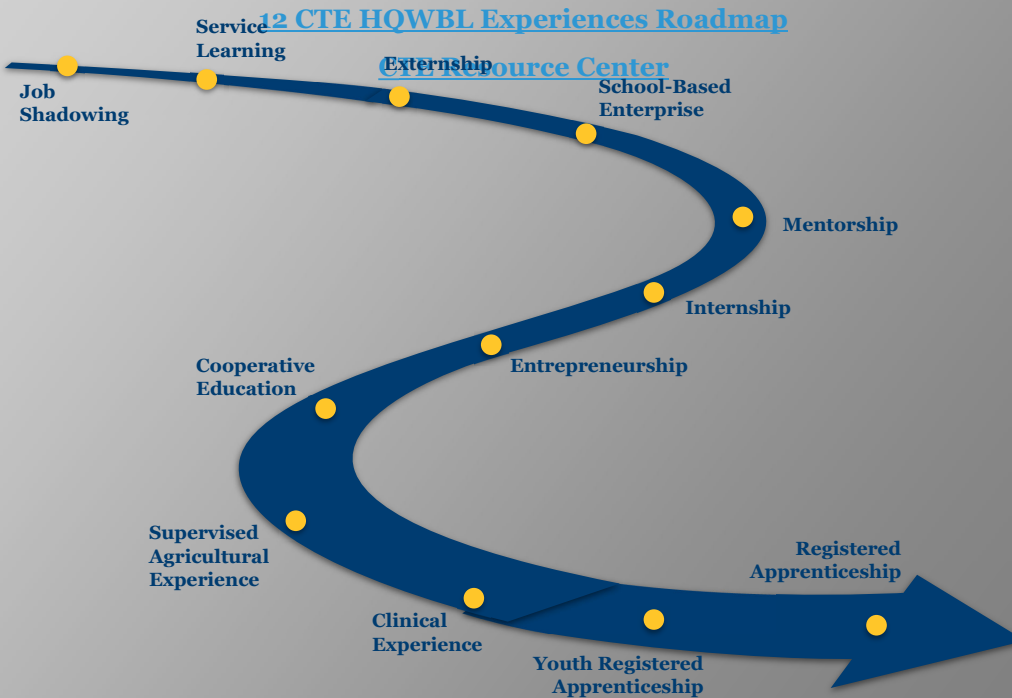 12 CTE HQWBL Experiences Roadmap
CTE Resource Center
Job
Shadowing
Service
Learning
Externship
School-Based
Enterprise
Mentorship
Internship
Entrepreneurship
Cooperative
Education
Supervised
Agricultural
Experience
Clinical
Experience
Youth Registered
Apprenticeship
Registered
Apprenticeship